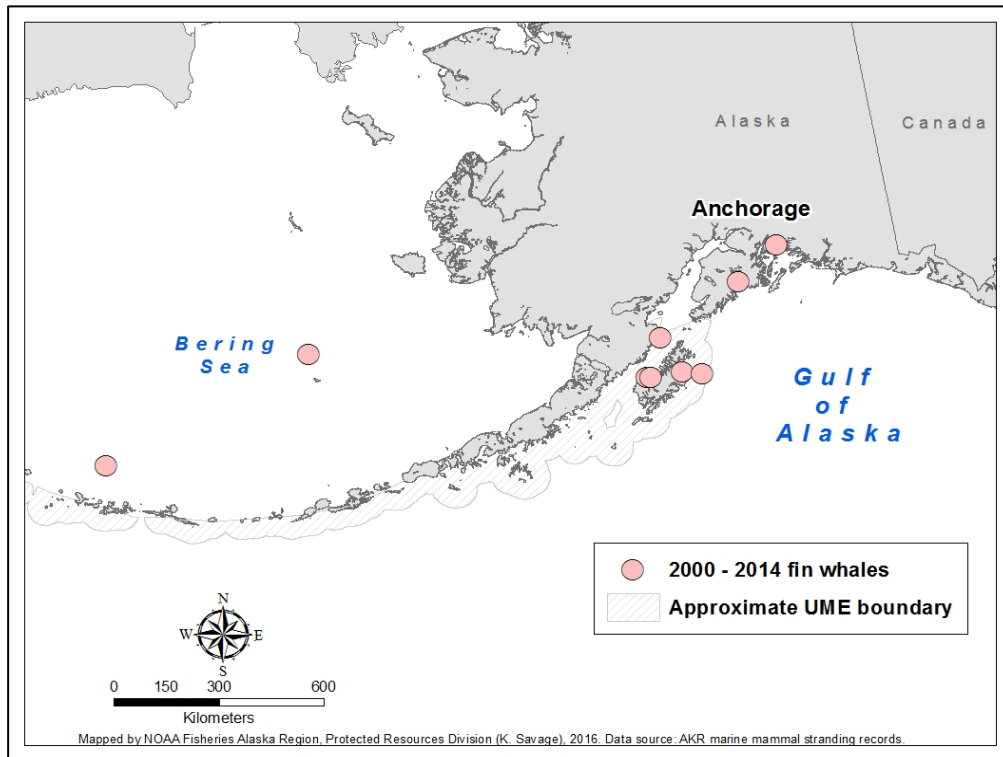 Alaska
Canada
Anchorage
Bering
Sea
Gulf
of
Alaska
2000 - 2014 fin whales
Approximate UME boundary
N
W E
S
0 150 300 600
Kilometers
Mapped by NOAA Fisheries Alaska Region, Protected Resources Division (K. Savage), 2016. Data source: AKR marine mammal stranding records.